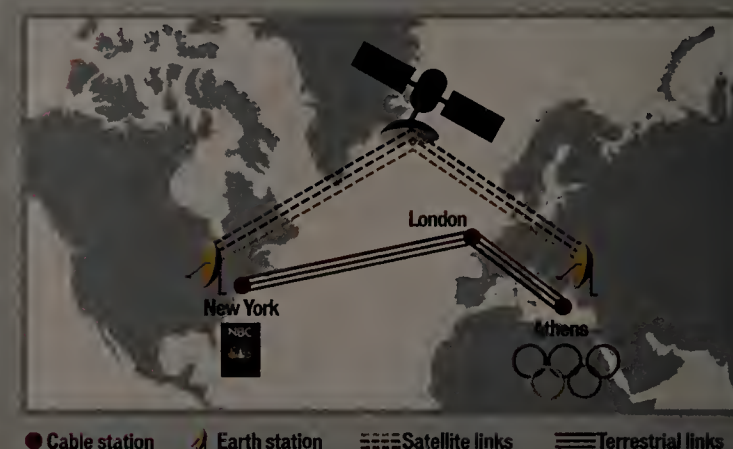 London
New York
NBC
Athens
Cable station Earth station Satellite links Terrestrial links